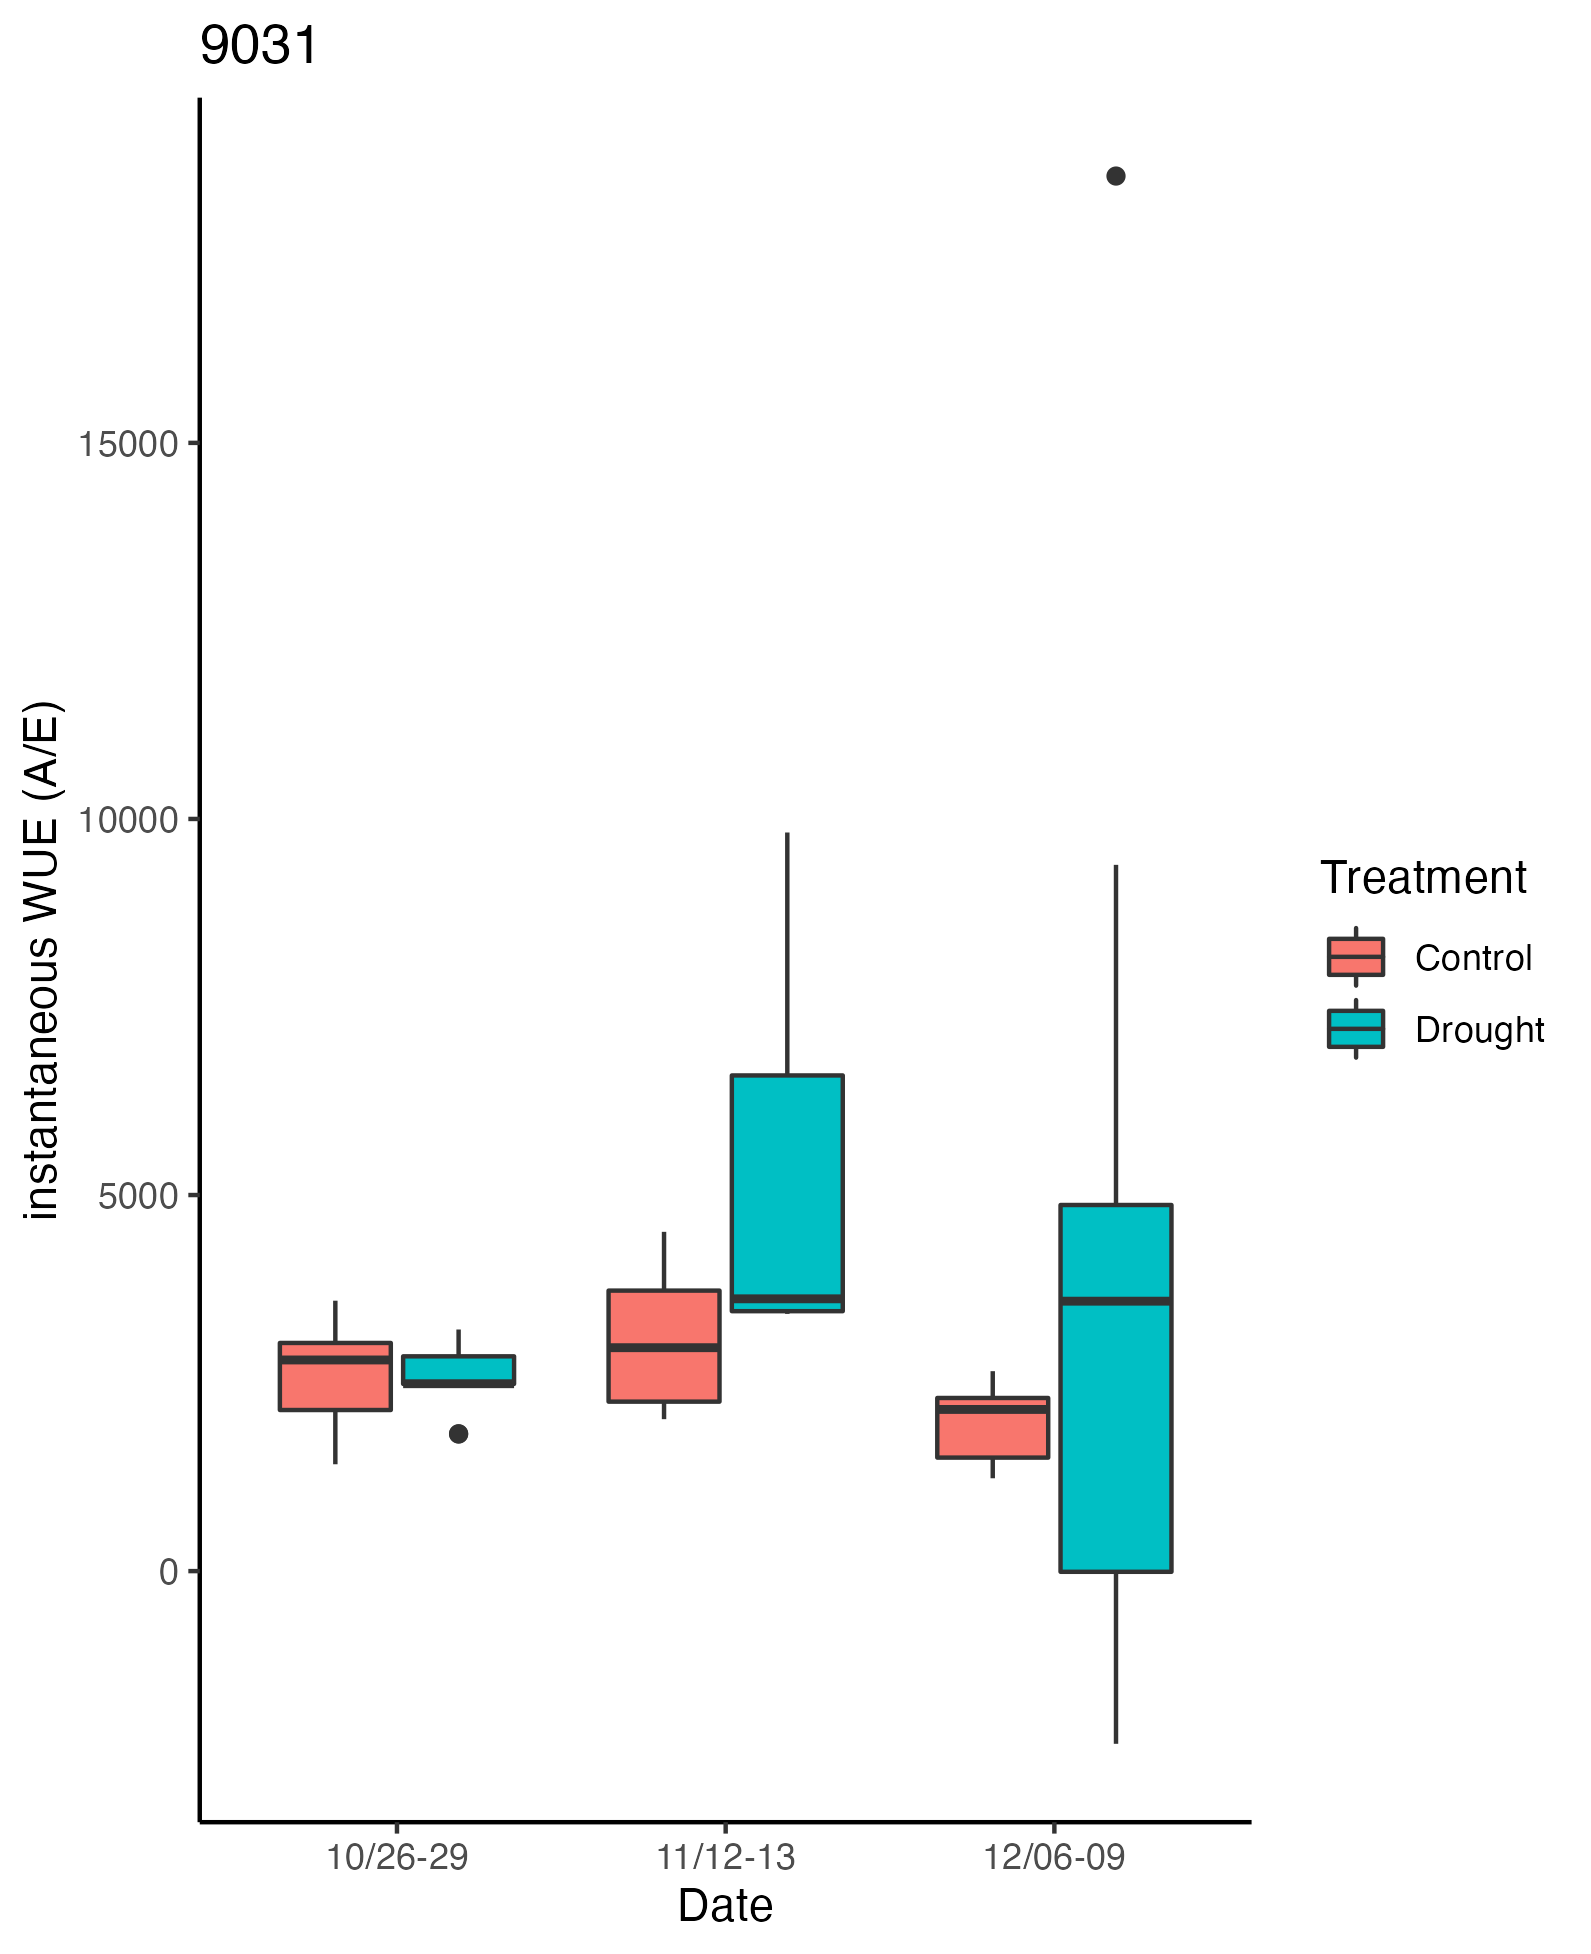 9031
instantaneous WUE (A/E)
15000
10000
5000
0
10/26-29
11/12-13
12/06-09
Date
Treatment
Control
Drought